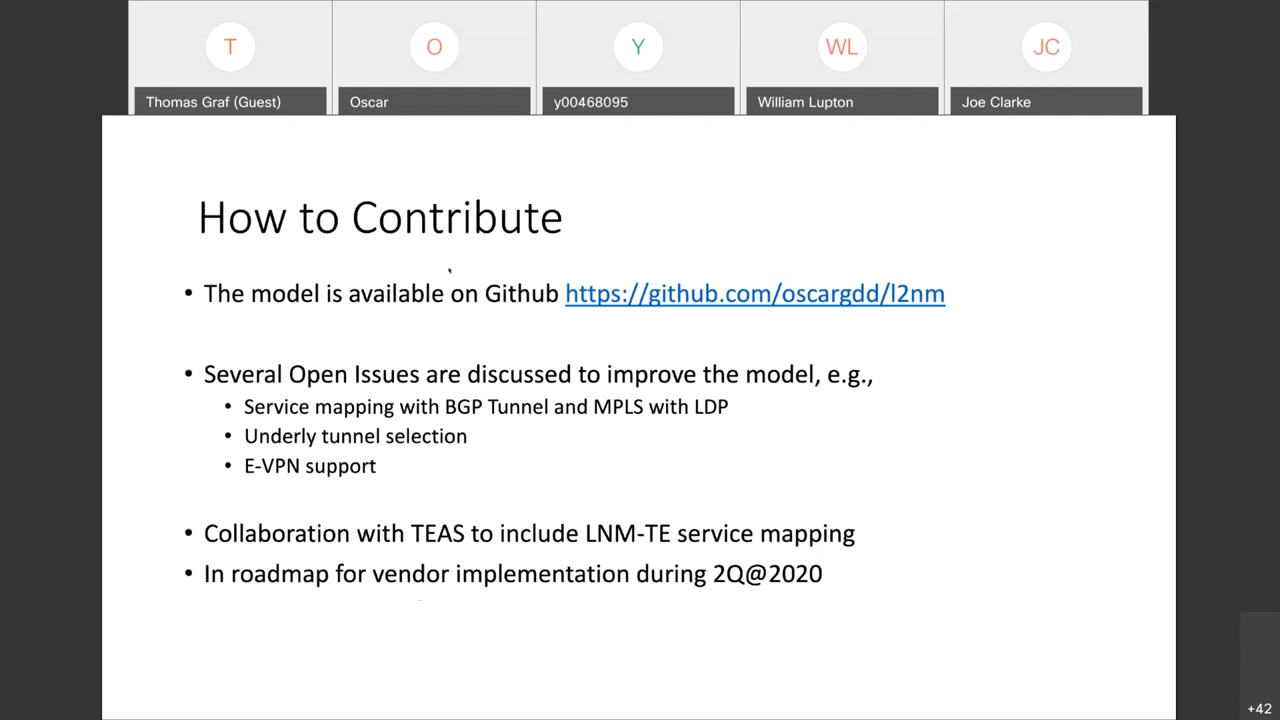 T
O
Y
WL
JC
Thomas Graf (Guest)
Oscar
y00468095
William Lupton
Joe Clarke
How to Contribute
• The model is available on Github https://github.com/oscargdd/l2nm
• Several Open Issues are discussed to improve the model, e.g.,
• Service mapping with BGP Tunnel and MPLS with LDP
• Underly tunnel selection
• E-VPN support
• Collaboration with TEAS to include LNM-TE service mapping
• In roadmap for vendor implementation during 2Q@2020
+42